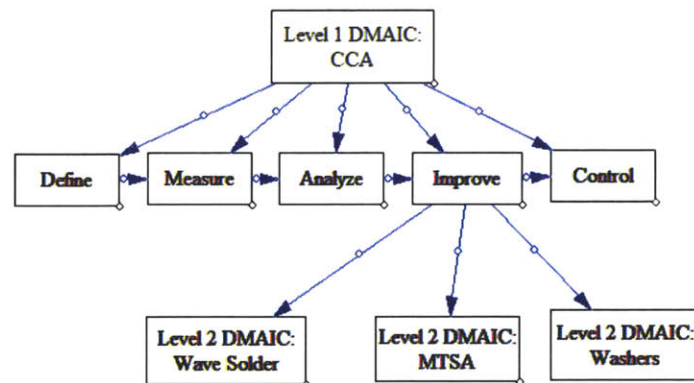 Level 1 DMAIC:
CCA
Define
Measure
Analyze
Improve
Control
Level 2 DMAIC:
Wave Solder
Level 2 DMAIC:
MTSA
Level 2 DMAIC:
Washers